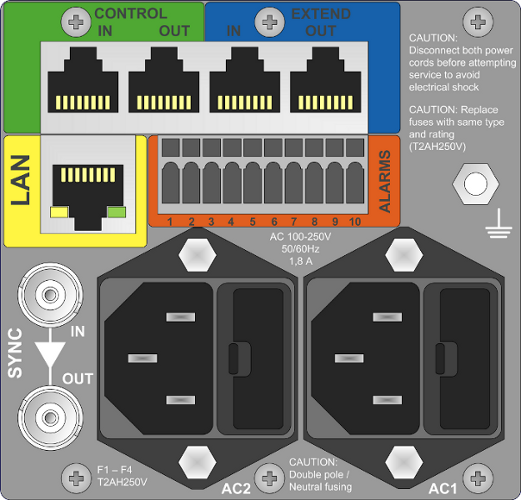 CONTROL
IN OUT
EXTEND
IN OUT
CAUTION:
Disconnect both power
cords before attempting
service to avoid
electrical shock
CAUTION: Replace
fuses with same type
and rating
(T2AH250V)
LAN
ALARMS
1 2 3 4 5 6 7 8 9 10
AC 100-250V
50/60Hz
1,8 A
SYNC
IN
OUT
F1 – F4
T2AH250V
AC2
CAUTION:
Double pole /
Neutral fusing
AC1